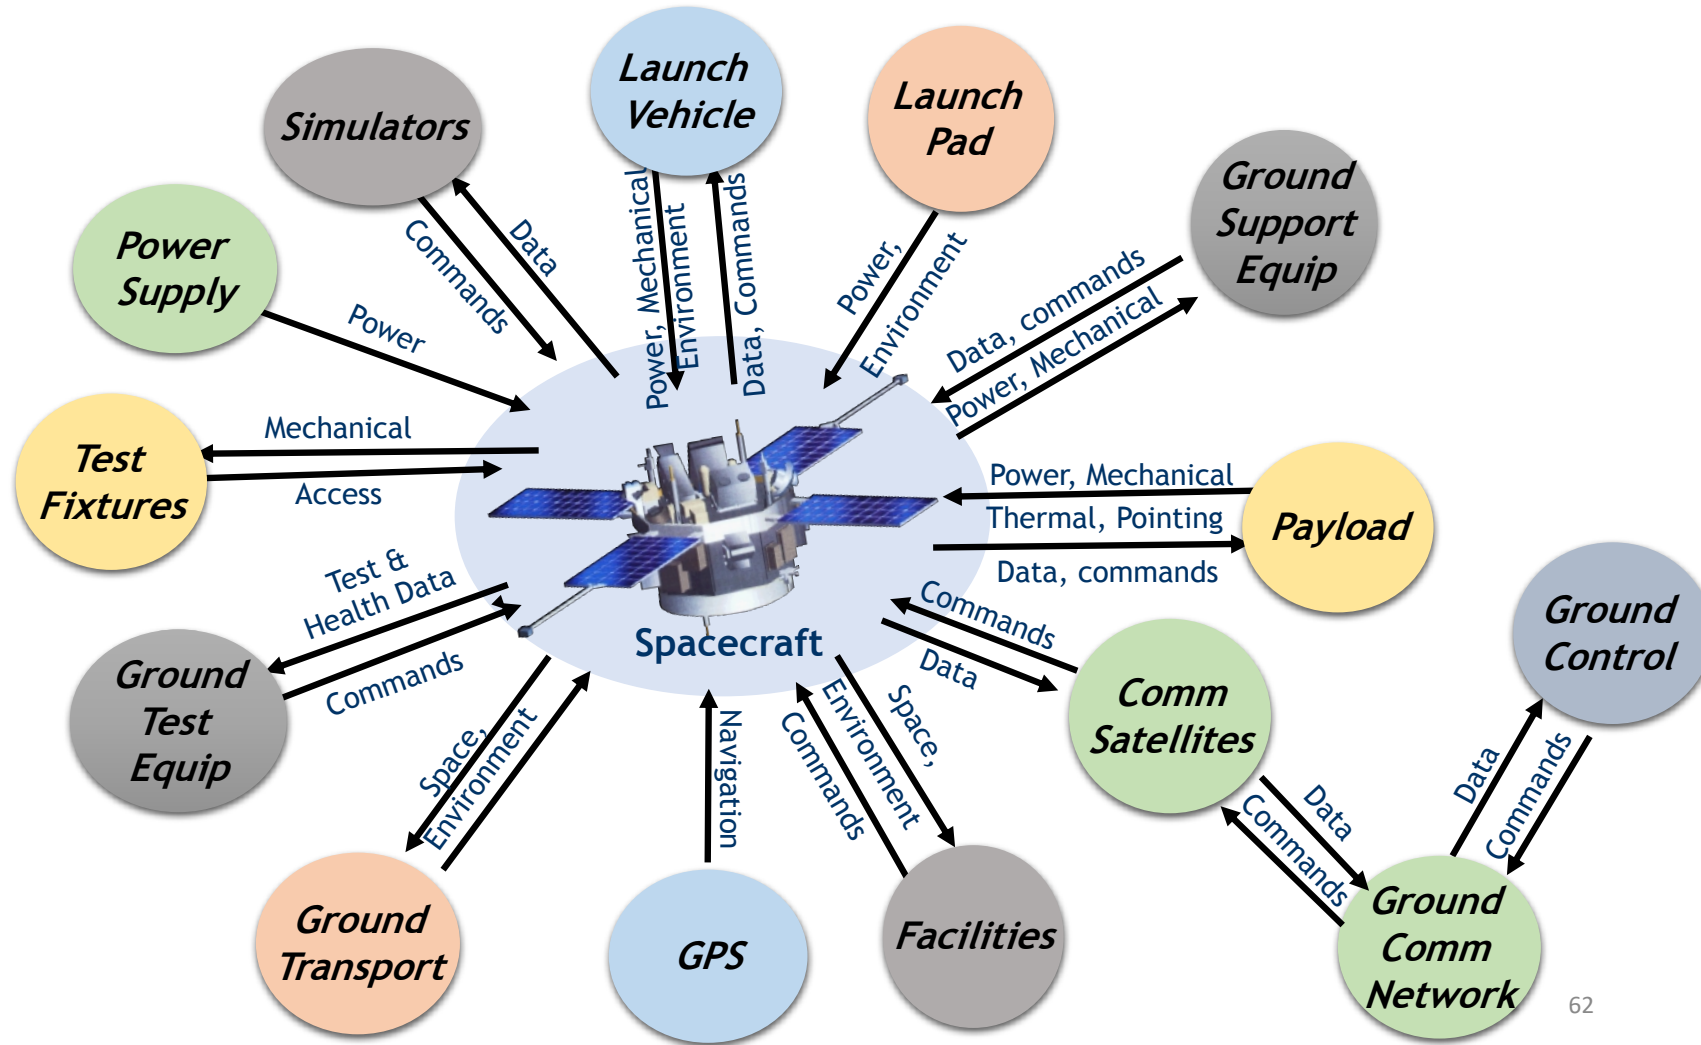 Launch
Vehicle
Launch
Pad
Simulators
Ground
Support
Equip
Power
Supply
Commands
Data
Power, Mechanical
Environment
Data, Commands
Power,
Environment
Data, commands
Power, Mechanical
Power
Test
Fixtures
Mechanical
Access
Power, Mechanical
Thermal, Pointing
Data, commands
Payload
Test &
Health Data
Commands
Ground
Test
Equip
Spacecraft
Commands
Data
Comm
Satellites
Ground
Control
Space,
Environment
Navigation
Space,
Environment
Commands
Data
Commands
Data
Commands
Ground
Transport
GPS
Facilities
Ground
Comm
Network
62